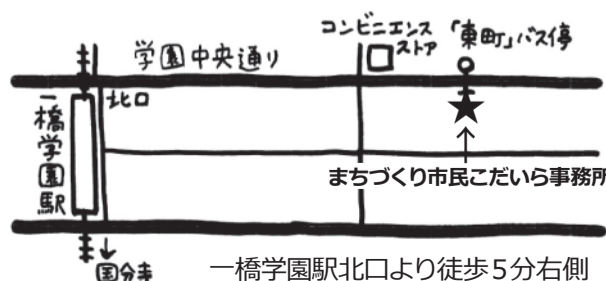 学園中央通り
コンビニエンス
ストア
「東町」バス停
北口
一橋学園駅
まちづくり市民こだいら事務所
国分寺
一橋学園駅北口より徒歩5分右側